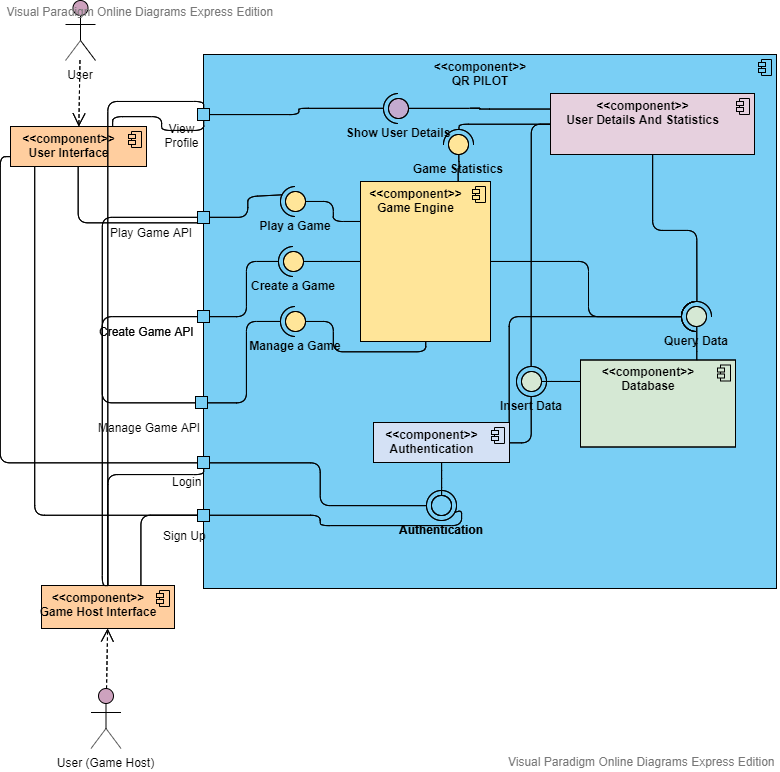 Visual Paradigm Online Diagrams Express Edition
User
<<component>>
QR PILOT
<<component>>
User Details And Statistics
View
Profile
Show User Details
<<component>>
User Interface
Game Statistics
<<component>>
Game Engine
Play a Game
Play Game API
Create a Game
Create Game API
Manage a Game
Query Data
<<component>>
Database
Insert Data
Manage Game API
<<component>>
Authentication
Login
Authentication
Sign Up
<<component>>
Game Host Interface
User (Game Host)
Visual Paradigm Online Diagrams Express Edition